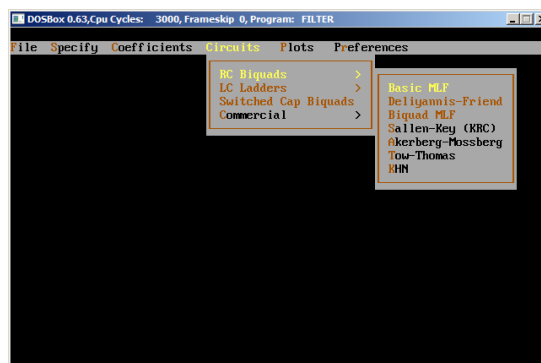 DOSBox 0.63,Cpu Cycles: 3000, Frameskip 0, Program: FILTER
File Specify Coefficients Circuits Plots Preferences
RC Biquads >
LC Ladders >
Switched Cap Biquads
Commercial >
Basic MLF
Deliyannis-Friend
Biquad MLF
Sallen-Key (KRC)
Akerberg-Mossberg
Tow-Thomas
KHN